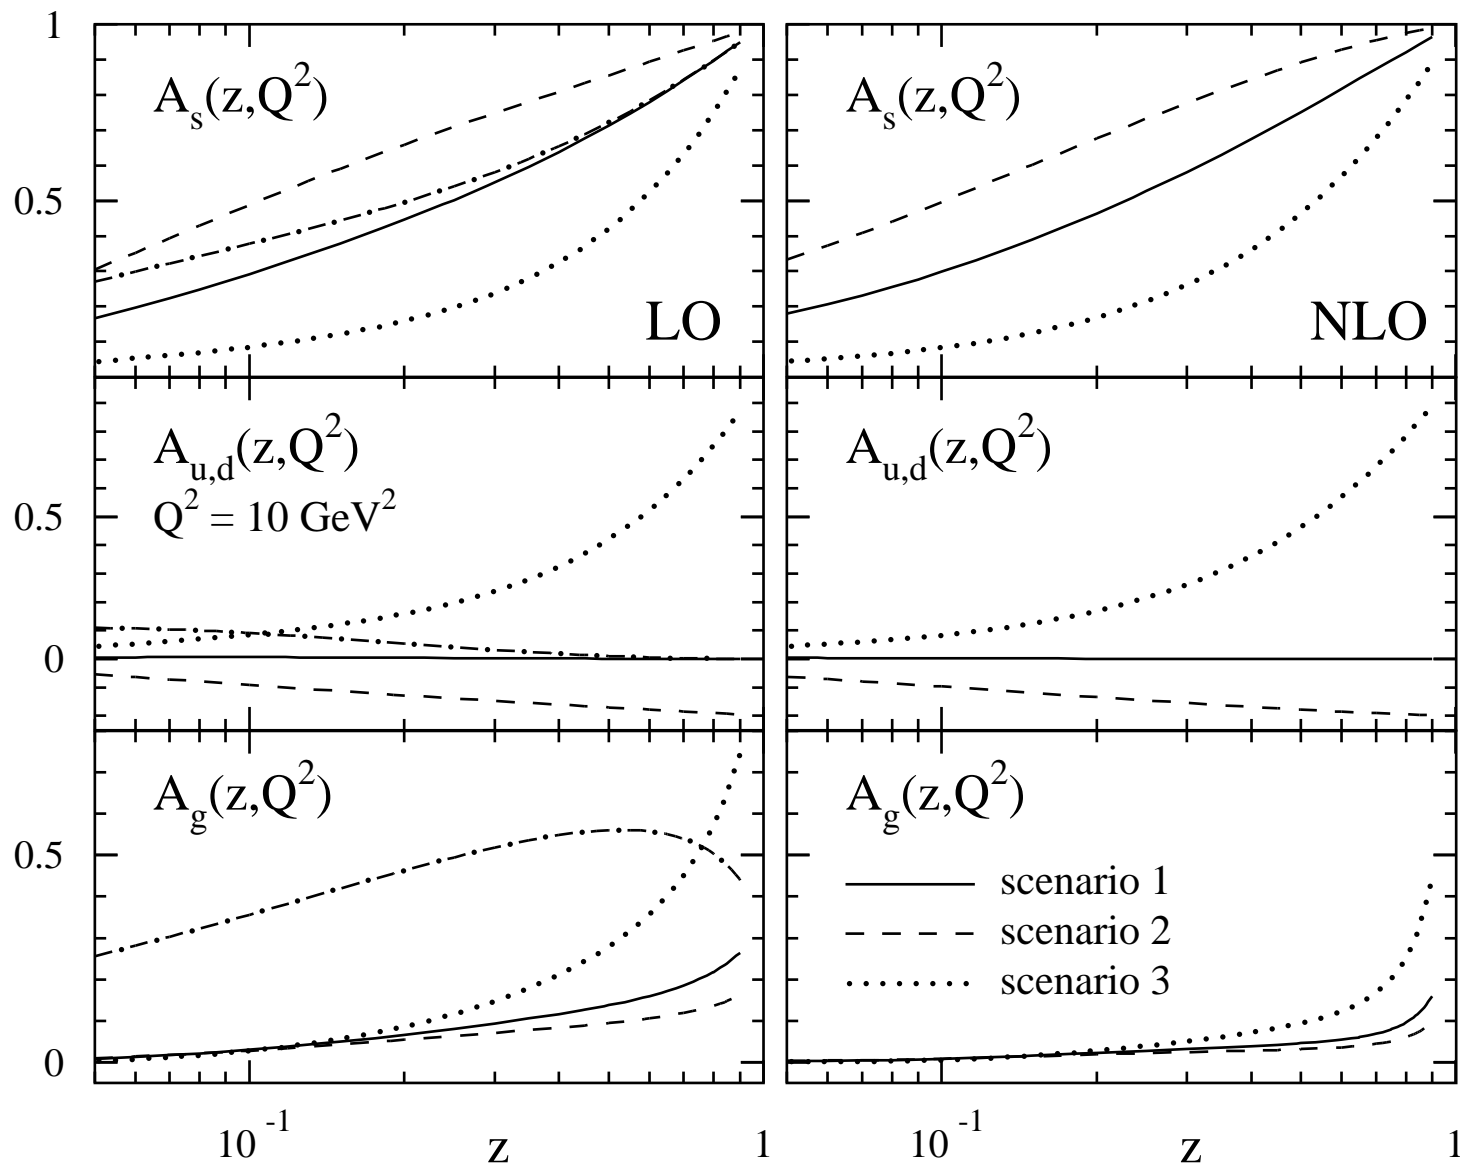 1
A_s(z,Q^2)
0.5
LO
A_s(z,Q^2)
NLO
A_u,d(z,Q^2)
Q^2 = 10 GeV^2
0.5
0
A_u,d(z,Q^2)
A_g(z,Q^2)
0.5
0
A_g(z,Q^2)
scenario 1
scenario 2
scenario 3
10^-1
z
1
10^-1
z
1